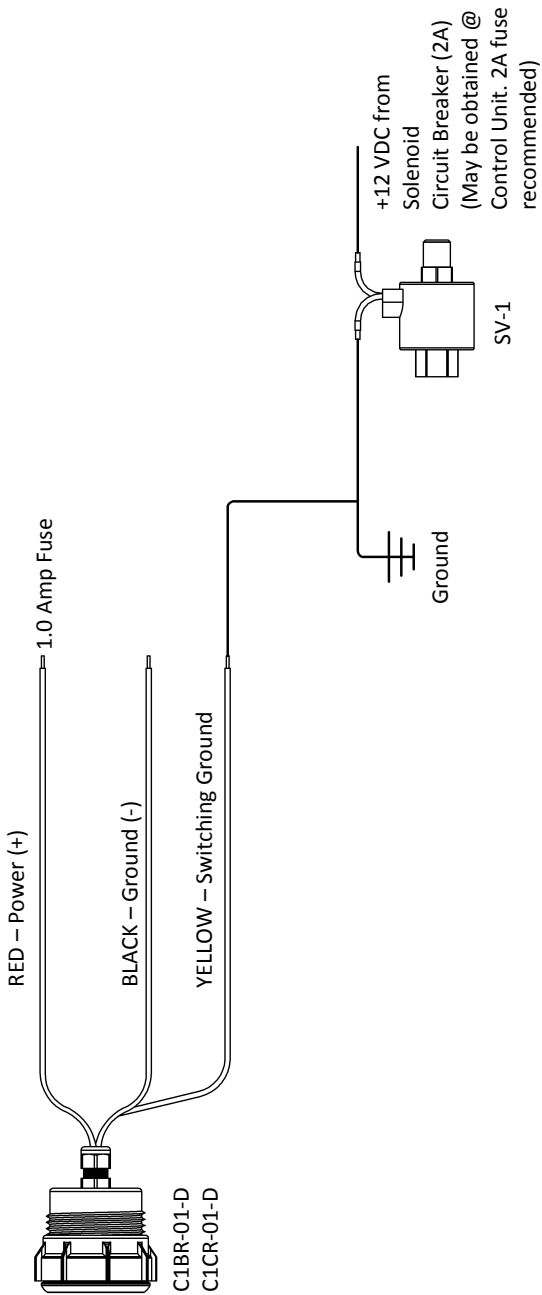 RED – Power (+)
1.0 Amp Fuse
BLACK – Ground (-)
YELLOW – Switching Ground
C1BR-01-D
C1CR-01-D
Ground
+12 VDC from
Solenoid
Circuit Breaker (2A)
(May be obtained @
Control Unit. 2A fuse
recommended)
SV-1